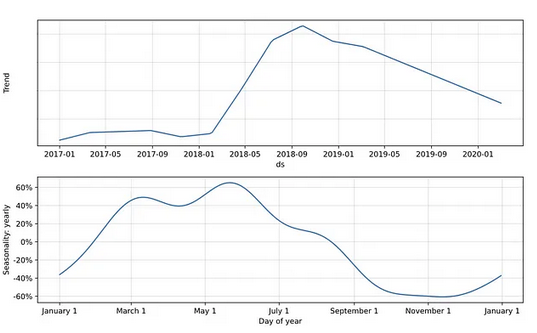 Trend
2017-01 2017-05 2017-09 2018-01 2018-05 2018-09 2019-01 2019-05 2019-09 2020-01
ds
Seasonality: yearly
60%
40%
20%
0%
-20%
-40%
-60%
January 1 March 1 May 1 July 1 September 1 November 1 January 1
Day of year